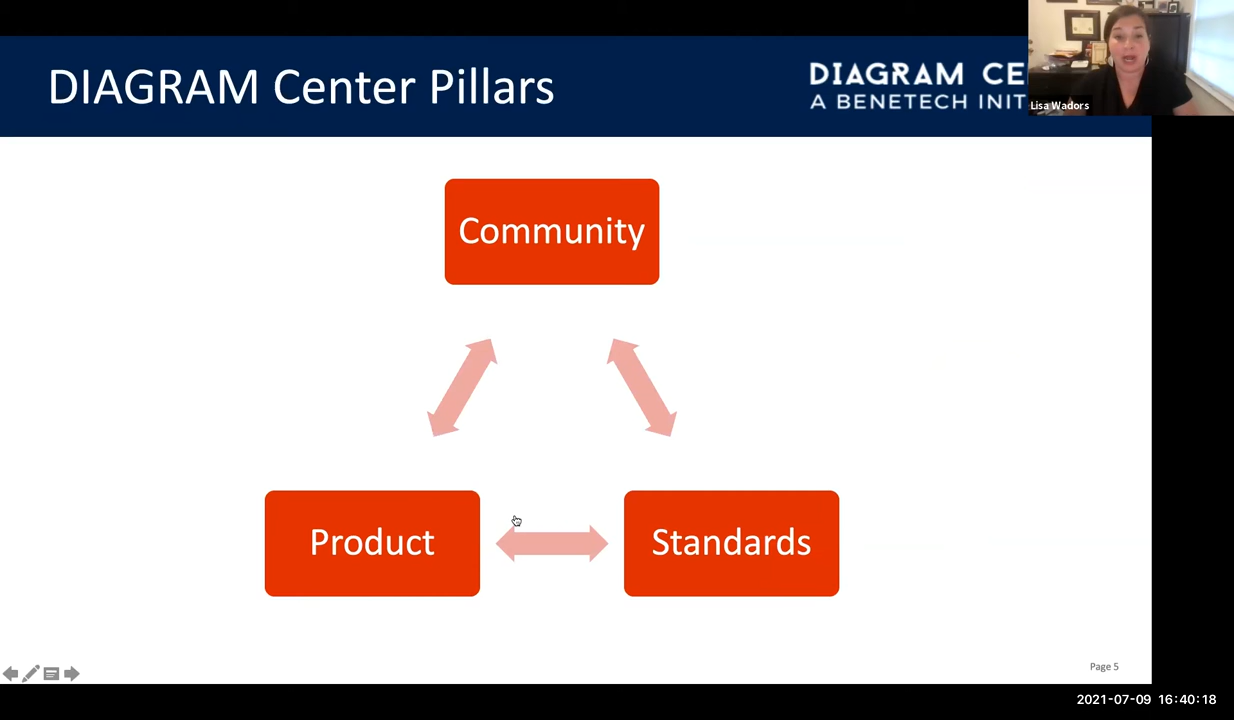 DIAGRAM Center Pillars
DIAGRAM CE
A BENETECH INIT
Lisa Wadors
Community
Product
Standards
Page 5
2021-07-09 16:40:18